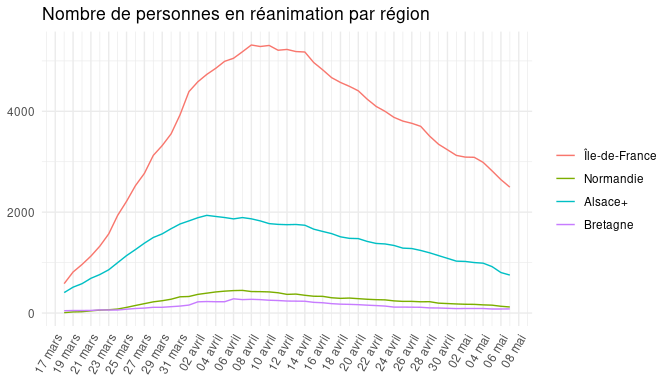 Nombre de personnes en réanimation par région
4000
2000
0
17 mars
19 mars
21 mars
23 mars
25 mars
27 mars
29 mars
31 mars
02 avril
04 avril
06 avril
08 avril
10 avril
12 avril
14 avril
16 avril
18 avril
20 avril
22 avril
24 avril
26 avril
28 avril
30 avril
02 mai
04 mai
06 mai
08 mai
Île-de-France
Normandie
Alsace+
Bretagne